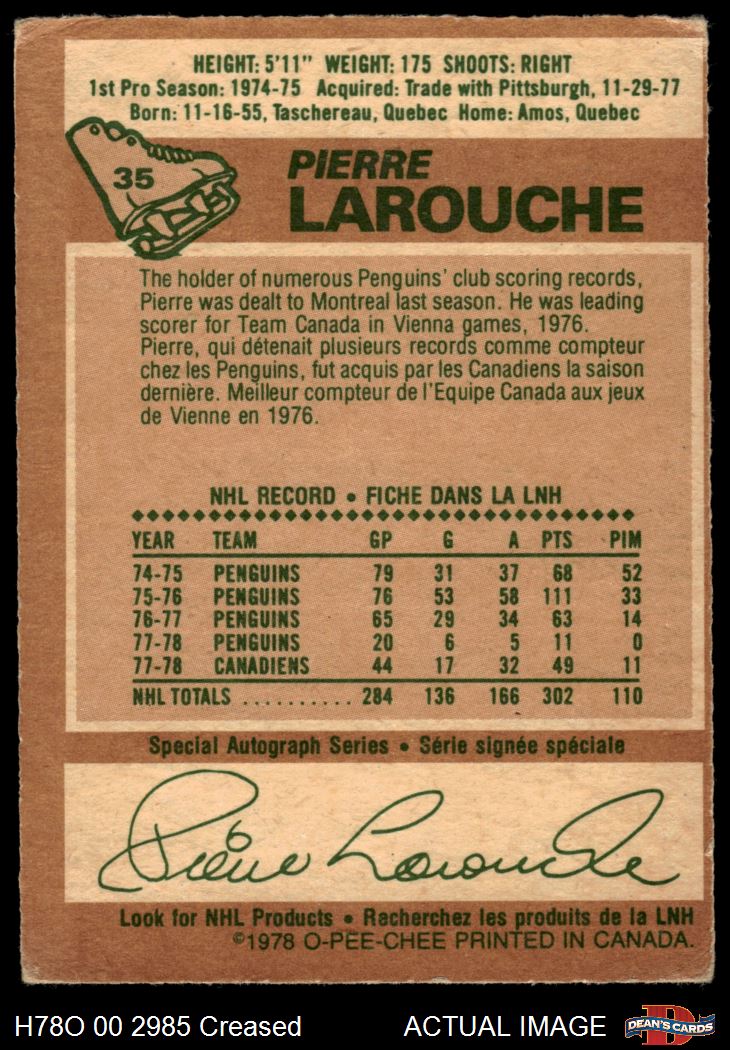 HEIGHT: 5'11" WEIGHT: 175 SHOOTS: RIGHT
1st Pro Season: 1974-75 Acquired: Trade with Pittsburgh, 11-29-77
Born: 11-16-55, Taschereau, Quebec Home: Amos, Quebec
35
PIERRE
LAROUCHE
The holder of numerous Penguins' club scoring records,
Pierre was dealt to Montreal last season. He was leading
scorer for Team Canada in Vienna games, 1976.
Pierre, qui détenait plusieurs records comme compteur
chez les Penguins, fut acquis par les Canadiens la saison
dernière. Meilleur compteur de l'Equipe Canada aux jeux
de Vienne en 1976.
NHL RECORD • FICHE DANS LA LNH
YEAR TEAM GP G A PTS PIM
74-75 PENGUINS 79 31 37 68 52
75-76 PENGUINS 76 53 58 111 33
76-77 PENGUINS 65 29 34 63 14
77-78 PENGUINS 20 6 5 11 0
77-78 CANADIENS 44 17 32 49 11
NHL TOTALS .......... 284 136 166 302 110
Special Autograph Series • Série signée spéciale
Pierre Larouche
Look for NHL Products • Recherchez les produits de la LNH
©1978 O-PEE-CHEE PRINTED IN CANADA.
H78O 00 2985 Creased ACTUAL IMAGE
D
DEAN'S CARDS